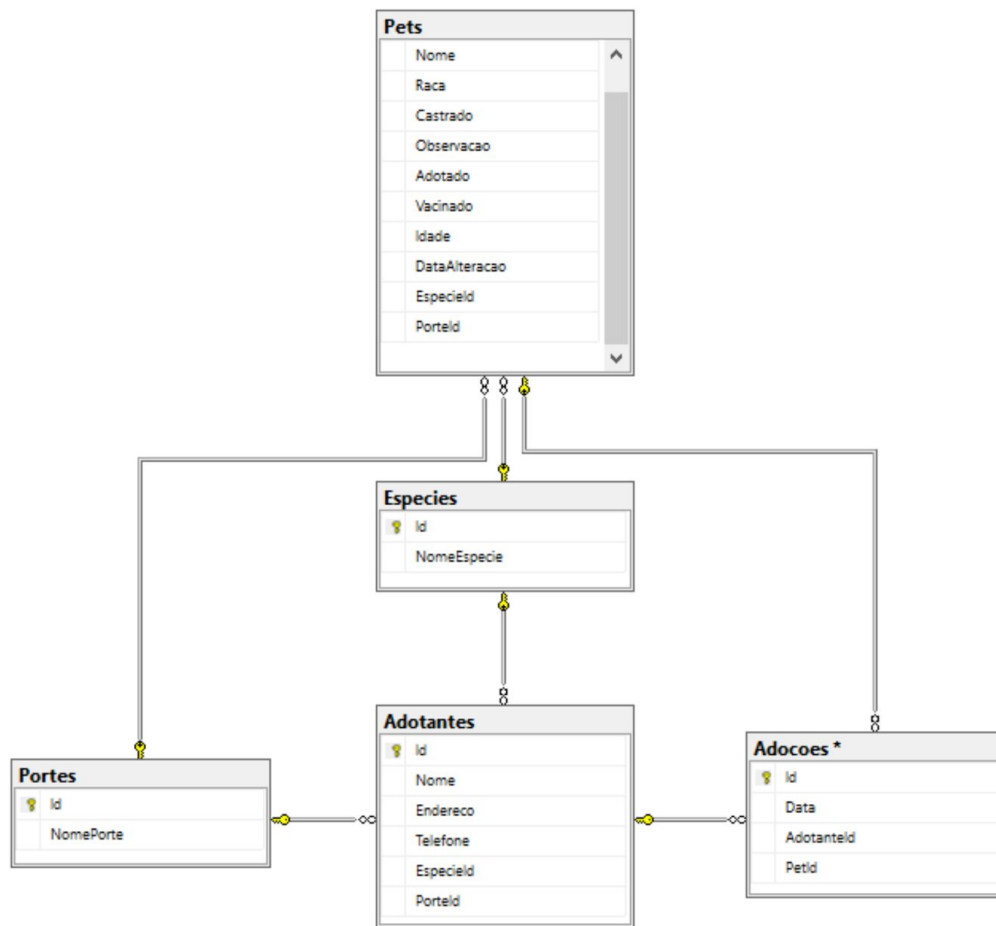 Pets
Nome
Raca
Castrado
Observacao
Adotado
Vacinado
Idade
DataAlteracao
EspecieId
PorteId
Especies
Id
NomeEspecie
Adotantes
Id
Nome
Endereco
Telefone
EspecieId
PorteId
Portes
Id
NomePorte
Adocoes *
Id
Data
AdotanteId
PetId